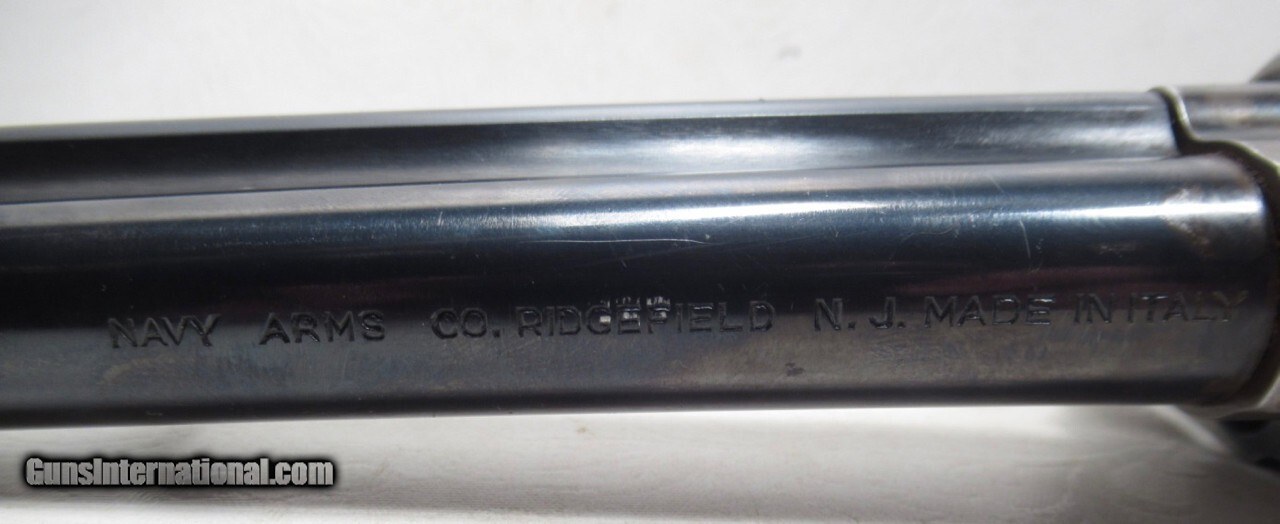 NAVY ARMS CO. RIDGEFIELD N. J. MADE IN ITALY
GunsInternational.com